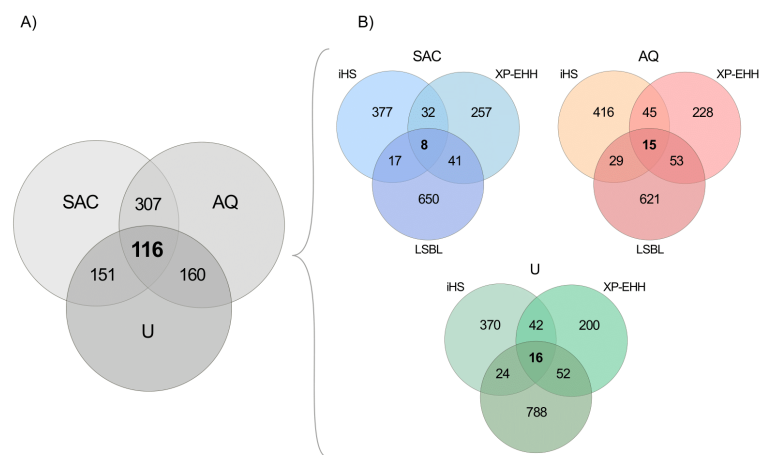 A)
SAC
AQ
307
116
151
160
U
B)
SAC
iHS
XP-EHH
377
32
257
8
17
41
650
LSBL
AQ
iHS
XP-EHH
416
45
228
15
29
53
621
LSBL
U
iHS
XP-EHH
370
42
200
16
24
52
788